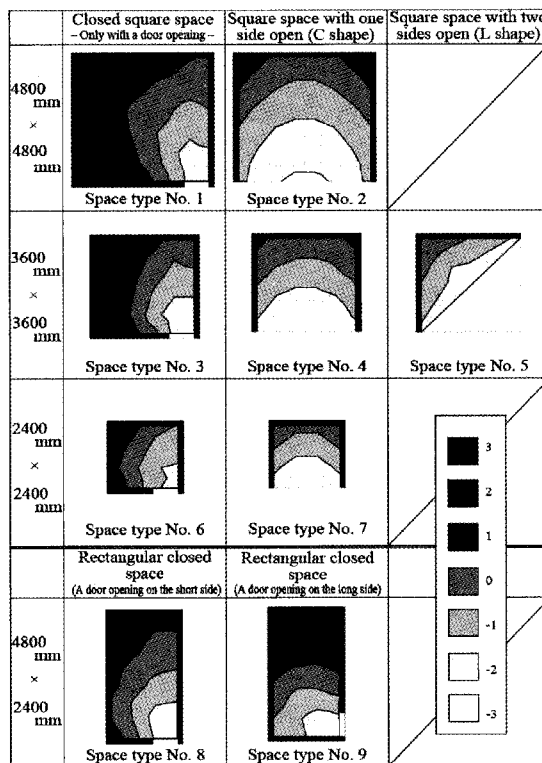 Closed square space
– Only with a door opening –
Square space with one
side open (C shape)
Square space with two
sides open (L shape)
4800
mm
×
4800
mm
Space type No. 1
Space type No. 2
3600
mm
×
3600
mm
Space type No. 3
Space type No. 4
Space type No. 5
2400
mm
×
2400
mm
Space type No. 6
Space type No. 7
3
2
1
0
-1
-2
-3
Rectangular closed
space
(A door opening on the short side)
Rectangular closed
space
(A door opening on the long side)
4800
mm
×
2400
mm
Space type No. 8
Space type No. 9